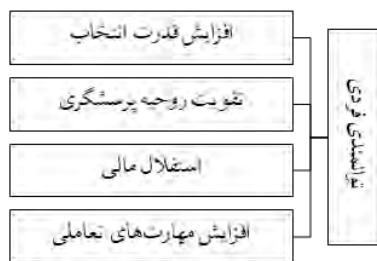 توانمندی فردی
افزایش قدرت انتخاب
تقویت روحیه پرسشگری
استقلال مالی
افزایش مهارت‌های تعاملی